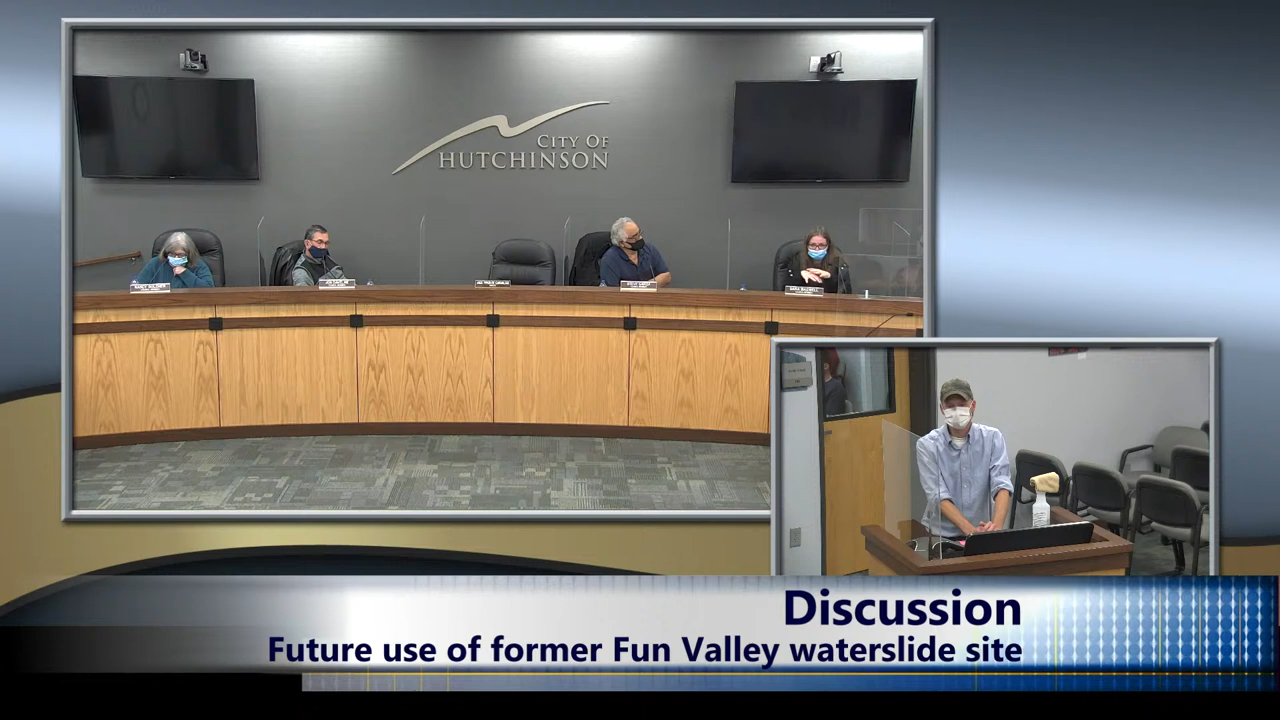 CITY OF
HUTCHINSON
Discussion
Future use of former Fun Valley waterslide site